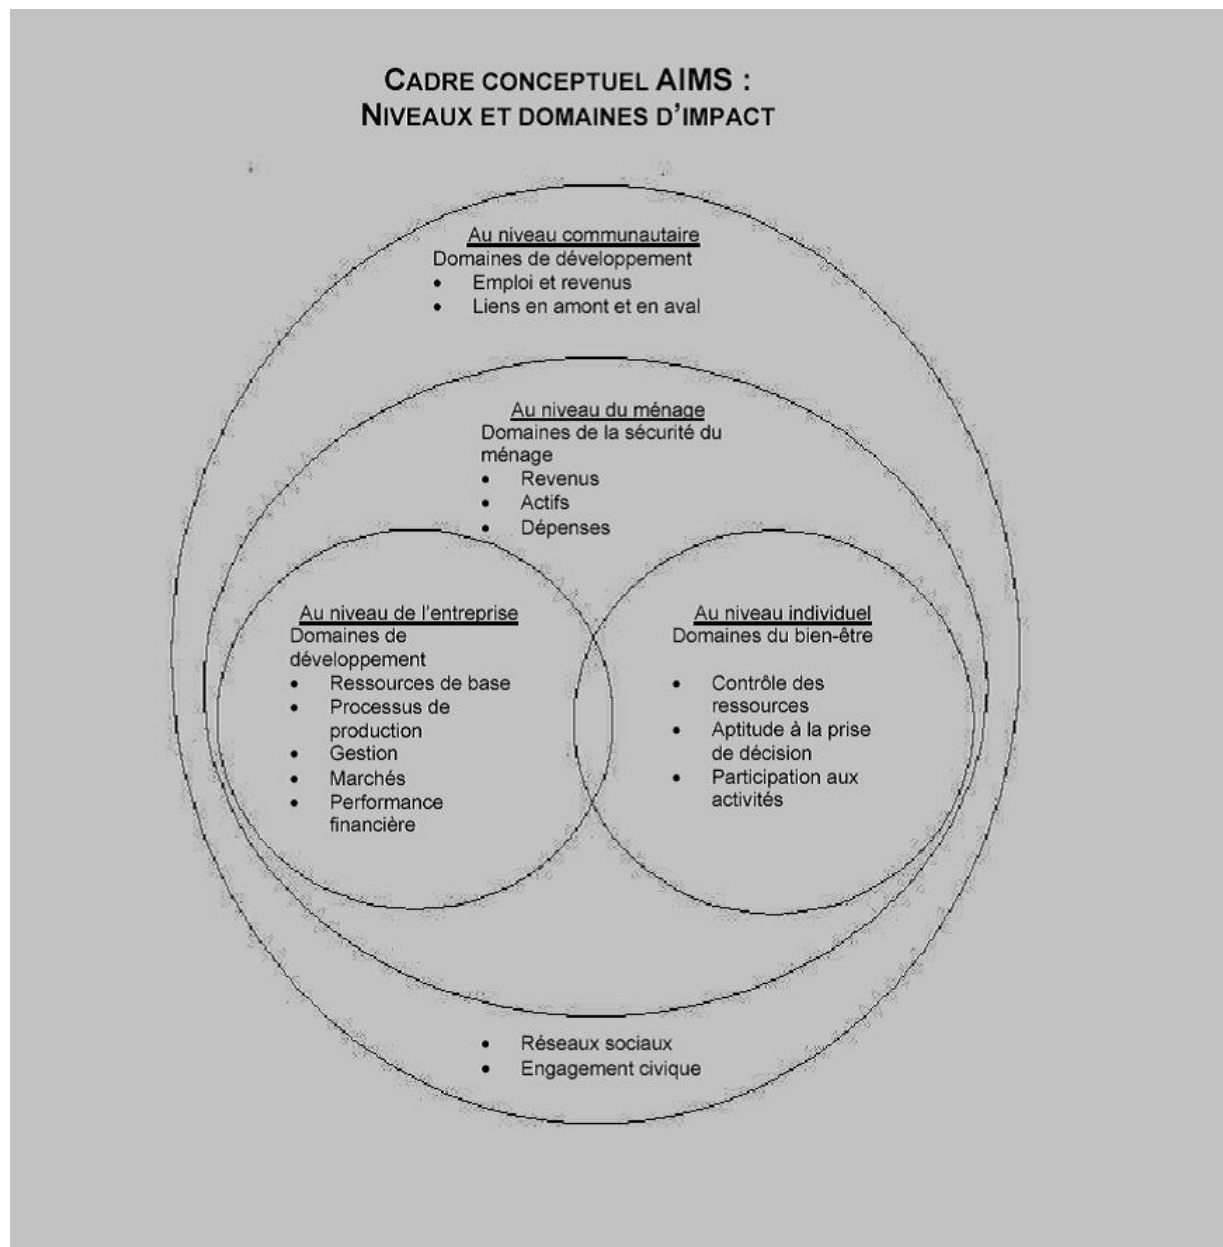 CADRE CONCEPTUEL AIMS :
NIVEAUX ET DOMAINES D'IMPACT
Au niveau communautaire
Domaines de développement
• Emploi et revenus
• Liens en amont et en aval
Au niveau du ménage
Domaines de la sécurité du
ménage
• Revenus
• Actifs
• Dépenses
Au niveau de l'entreprise
Domaines de
développement
• Ressources de base
• Processus de
production
• Gestion
• Marchés
• Performance
financière
Au niveau individuel
Domaines du bien-être
• Contrôle des
ressources
• Aptitude à la prise
de décision
• Participation aux
activités
• Réseaux sociaux
• Engagement civique